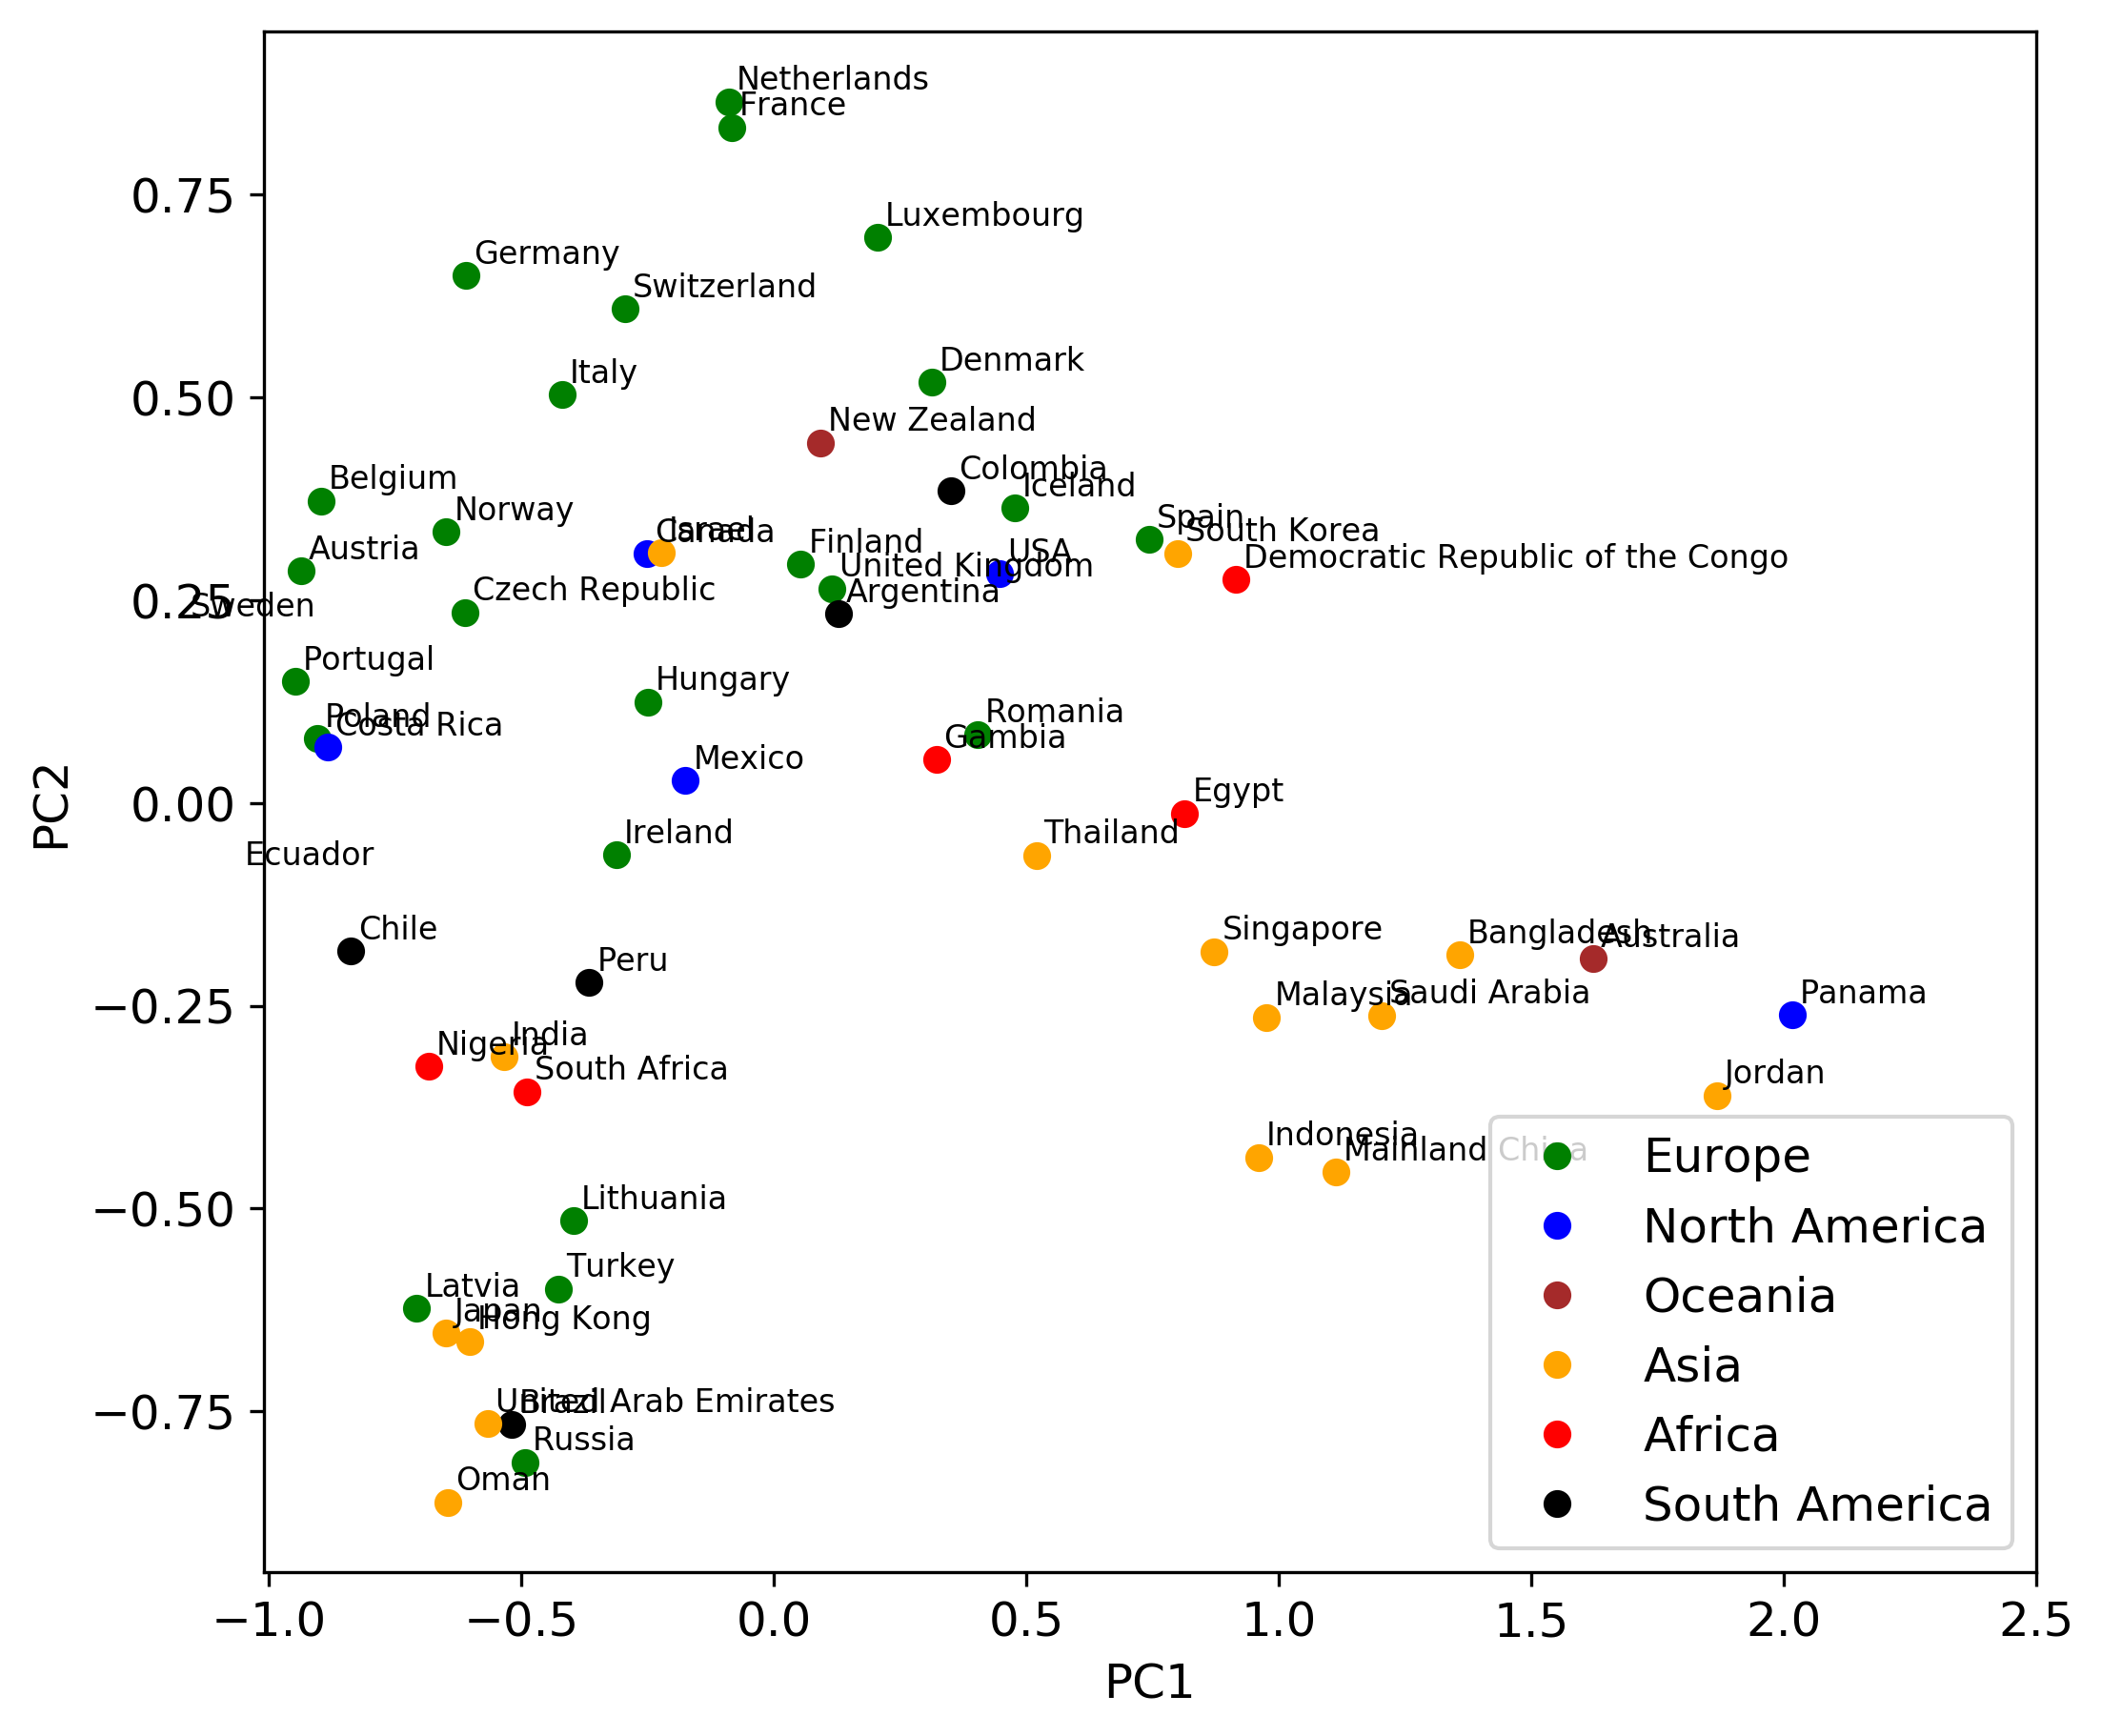 Netherlands
France
0.75
Luxembourg
Germany
Switzerland
Denmark
Italy
0.50
New Zealand
Colombia
Iceland
Belgium
Norway
Spain
South Korea
Canada
Israel
Finland
USA
Democratic Republic of the Congo
Austria
United Kingdom
Czech Republic
Argentina
0.25
Sweden
Portugal
Hungary
Romania
Poland
Costa Rica
Gambia
Mexico
Egypt
0.00
PC2
Ireland
Thailand
Ecuador
Chile
Singapore
Bangladesh
Australia
Peru
Malaysia
Saudi Arabia
Panama
−0.25
India
Nigeria
South Africa
Jordan
Indonesia
Mainland China
−0.50
Lithuania
Turkey
Latvia
Japan
Hong Kong
−0.75
United Arab Emirates
Brazil
Russia
Oman
Europe
North America
Oceania
Asia
Africa
South America
−1.0
−0.5
0.0
0.5
1.0
1.5
2.0
2.5
PC1